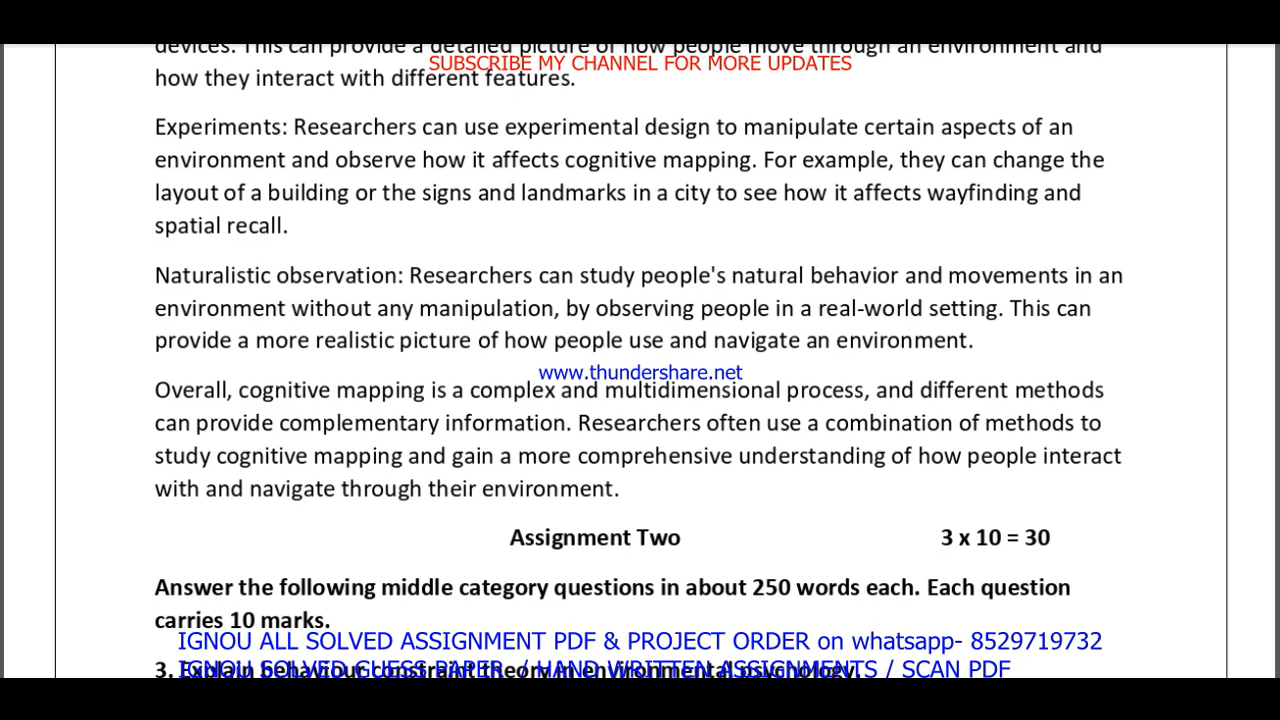 devices. This can provide a detailed picture of how people move through an environment and
SUBSCRIBE MY CHANNEL FOR MORE UPDATES
how they interact with different features.
Experiments: Researchers can use experimental design to manipulate certain aspects of an
environment and observe how it affects cognitive mapping. For example, they can change the
layout of a building or the signs and landmarks in a city to see how it affects wayfinding and
spatial recall.
Naturalistic observation: Researchers can study people's natural behavior and movements in an
environment without any manipulation, by observing people in a real-world setting. This can
provide a more realistic picture of how people use and navigate an environment.
www.thundershare.net
Overall, cognitive mapping is a complex and multidimensional process, and different methods
can provide complementary information. Researchers often use a combination of methods to
study cognitive mapping and gain a more comprehensive understanding of how people interact
with and navigate through their environment.
Assignment Two 3 x 10 = 30
Answer the following middle category questions in about 250 words each. Each question
carries 10 marks.
IGNOU ALL SOLVED ASSIGNMENT PDF & PROJECT ORDER on whatsapp- 8529719732
3. Explain behaviour constraint theory in environmental psychology.
IGNOU SOLVED GUESS PAPER / HAND WRITTEN ASSIGNMENTS / SCAN PDF